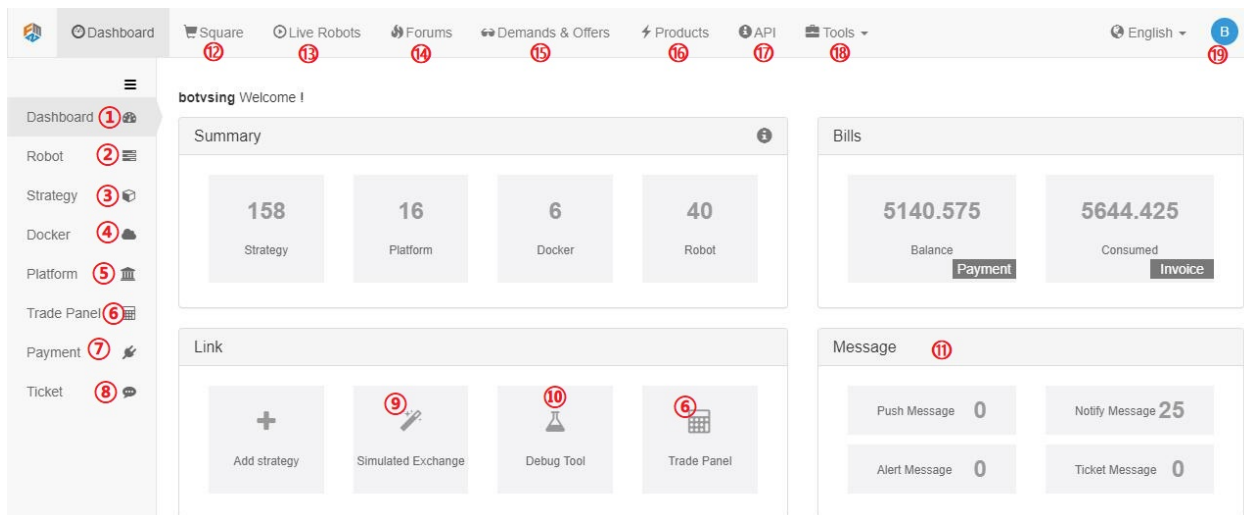 Dashboard Square Live Robots Forums Demands & Offers Products API Tools English B
⑫ ⑬ ⑭ ⑮ ⑯ ⑰ ⑱ ⑲
botvsing Welcome !
Dashboard ①
Robot ②
Strategy ③
Docker ④
Platform ⑤
Trade Panel ⑥
Payment ⑦
Ticket ⑧
Summary
158 16 6 40
Strategy Platform Docker Robot
Bills
5140.575 5644.425
Balance Consumed
Payment Invoice
Link
⑨ ⑩ ⑥
Add strategy Simulated Exchange Debug Tool Trade Panel
Message ⑪
Push Message 0 Notify Message 25
Alert Message 0 Ticket Message 0